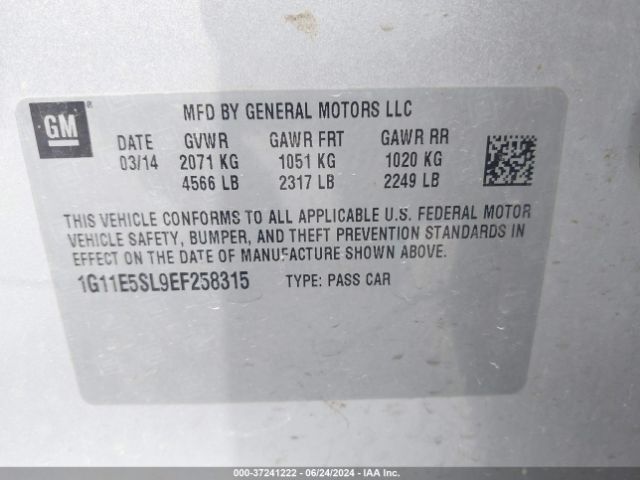 GM®
MFD BY GENERAL MOTORS LLC
DATE GVWR GAWR FRT GAWR RR
03/14 2071 KG 1051 KG 1020 KG
4566 LB 2317 LB 2249 LB
THIS VEHICLE CONFORMS TO ALL APPLICABLE U.S. FEDERAL MOTOR
VEHICLE SAFETY, BUMPER, AND THEFT PREVENTION STANDARDS IN
EFFECT ON THE DATE OF MANUFACTURE SHOWN ABOVE.
1G11E5SL9EF258315 TYPE: PASS CAR
000-37241222 - 06/24/2024 - IAA Inc.